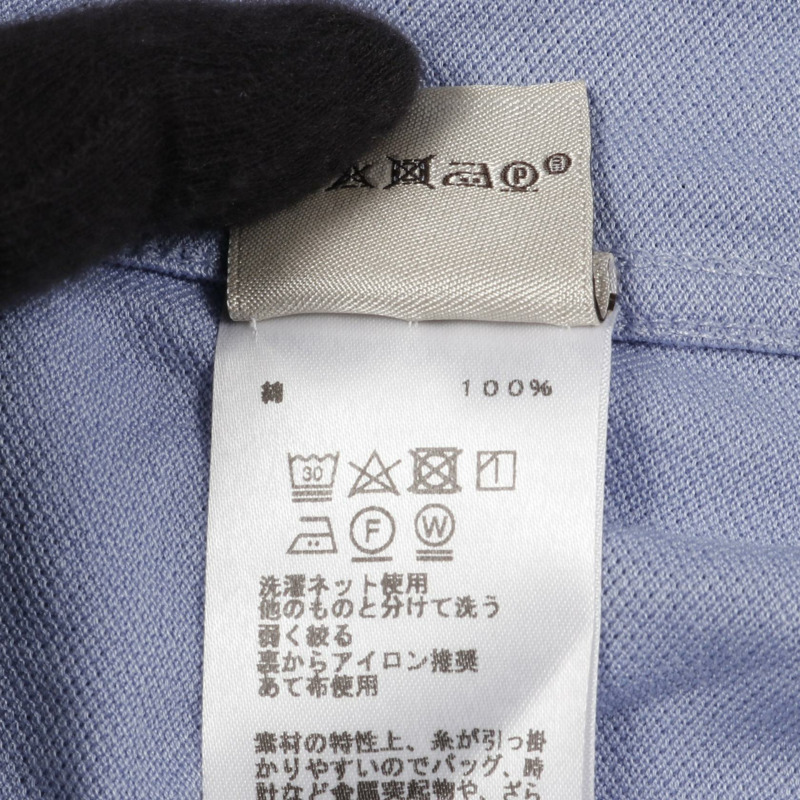 P
綿 100%
30
F W
洗濯ネット使用
他のものと分けて洗う
弱く絞る
裏からアイロン推奨
あて布使用
素材の特性上、糸が引っ掛
かりやすいのでバッグ、時
計など金属突起物や、ざら